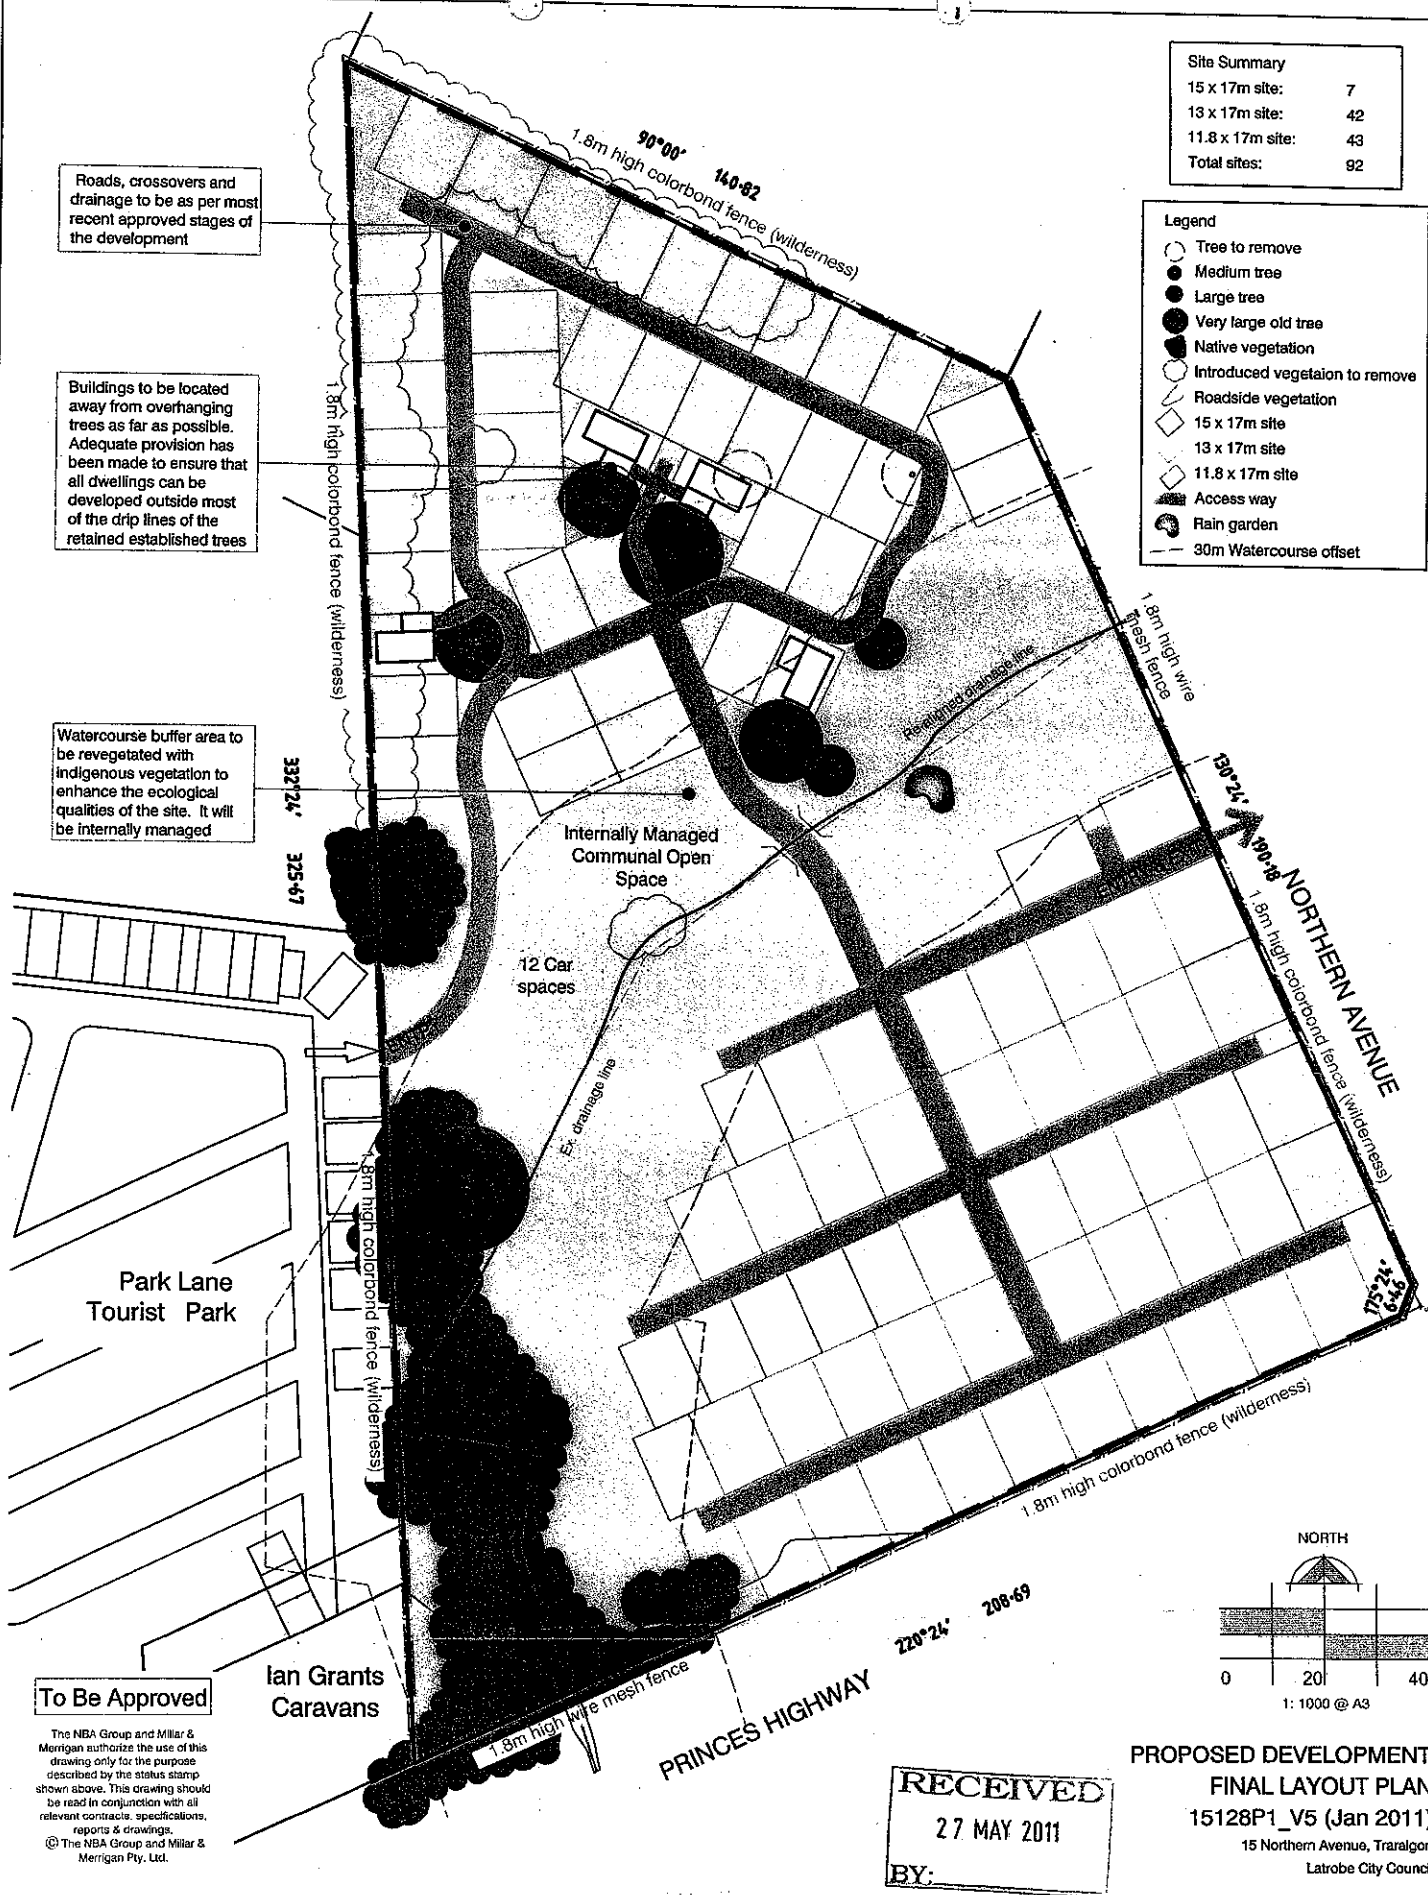 Site Summary
15 x 17m site: 7
13 x 17m site: 42
11.8 x 17m site: 43
Total sites: 92
Legend
Tree to remove
Medium tree
Large tree
Very large old tree
Native vegetation
Introduced vegetaion to remove
Roadside vegetation
15 x 17m site
13 x 17m site
11.8 x 17m site
Access way
Rain garden
30m Watercourse offset
Roads, crossovers and
drainage to be as per most
recent approved stages of
the development
Buildings to be located
away from overhanging
trees as far as possible.
Adequate provision has
been made to ensure that
all dwellings can be
developed outside most
of the drip lines of the
retained established trees
Watercourse buffer area to
be revegetated with
indigenous vegetation to
enhance the ecological
qualities of the site. It will
be internally managed
90°00' 140·82
1.8m high colorbond fence (wilderness)
1.8m high colorbond fence (wilderness)
332°24' 325·67
1.8m high wire
mesh fence
Realigned drainage line
130°24' 190·18
NORTHERN AVENUE
1.8m high colorbond fence (wilderness)
Internally Managed
Communal Open
Space
12 Car
spaces
Ex. drainage line
1.8m high colorbond fence (wilderness)
Park Lane
Tourist Park
175°24'
6·46
1.8m high colorbond fence (wilderness)
220°24' 208·69
PRINCES HIGHWAY
1.8m high wire mesh fence
Ian Grants
Caravans
To Be Approved
The NBA Group and Millar &
Merrigan authorize the use of this
drawing only for the purpose
described by the status stamp
shown above. This drawing should
be read in conjunction with all
relevant contracts, specifications,
reports & drawings.
© The NBA Group and Millar &
Merrigan Pty. Ltd.
NORTH
0 20 40
1: 1000 @ A3
RECEIVED
27 MAY 2011
BY:
PROPOSED DEVELOPMENT
FINAL LAYOUT PLAN
15128P1_V5 (Jan 2011)
15 Northern Avenue, Traralgon
Latrobe City Counci